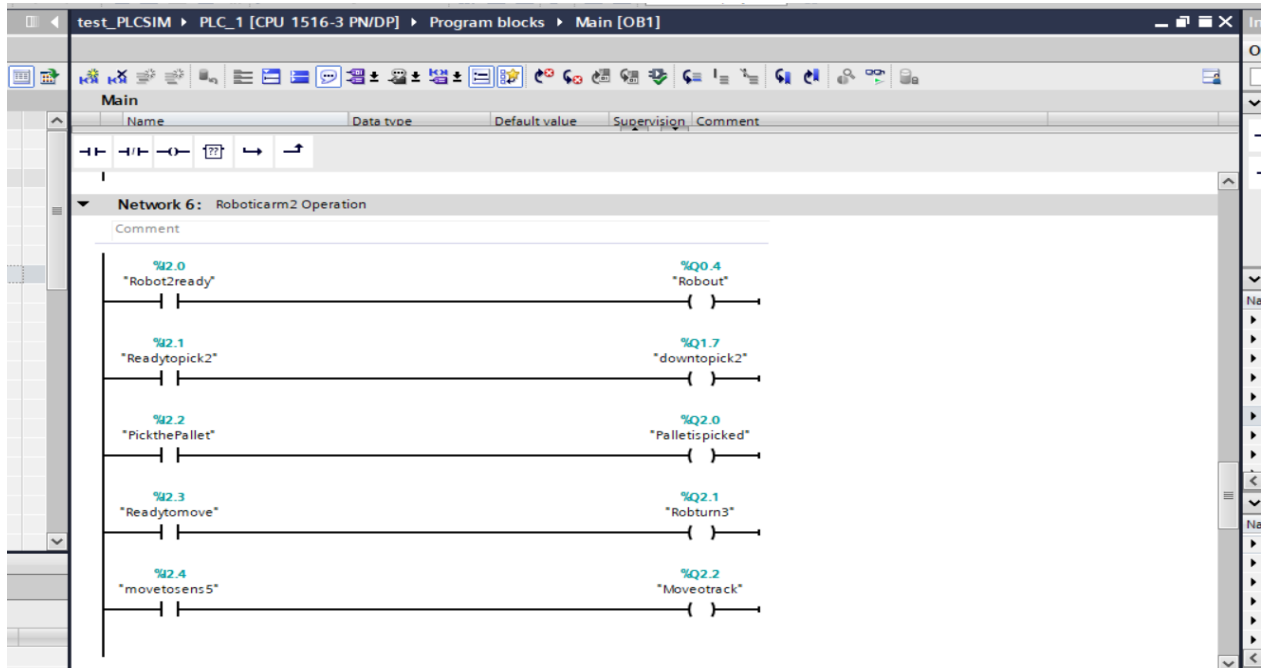 test_PLCSIM ▸ PLC_1 [CPU 1516-3 PN/DP] ▸ Program blocks ▸ Main [OB1]
Main
Name Data type Default value Supervision Comment
Network 6: Roboticarm2 Operation
Comment
%I2.0 %Q0.4
"Robot2ready" "Robout"
%I2.1 %Q1.7
"Readytopick2" "downtopick2"
%I2.2 %Q2.0
"PickthePallet" "Palletispicked"
%I2.3 %Q2.1
"Readytomove" "Robturn3"
%I2.4 %Q2.2
"movetosens5" "Moveotrack"